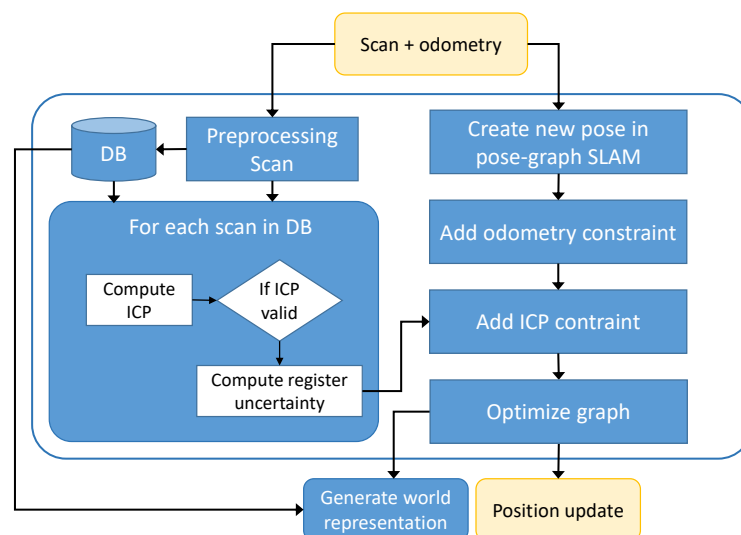 Scan + odometry
DB
Preprocessing
Scan
Create new pose in
pose-graph SLAM
For each scan in DB
Add odometry constraint
Compute
ICP
If ICP
valid
Add ICP contraint
Compute register
uncertainty
Optimize graph
Generate world
representation
Position update